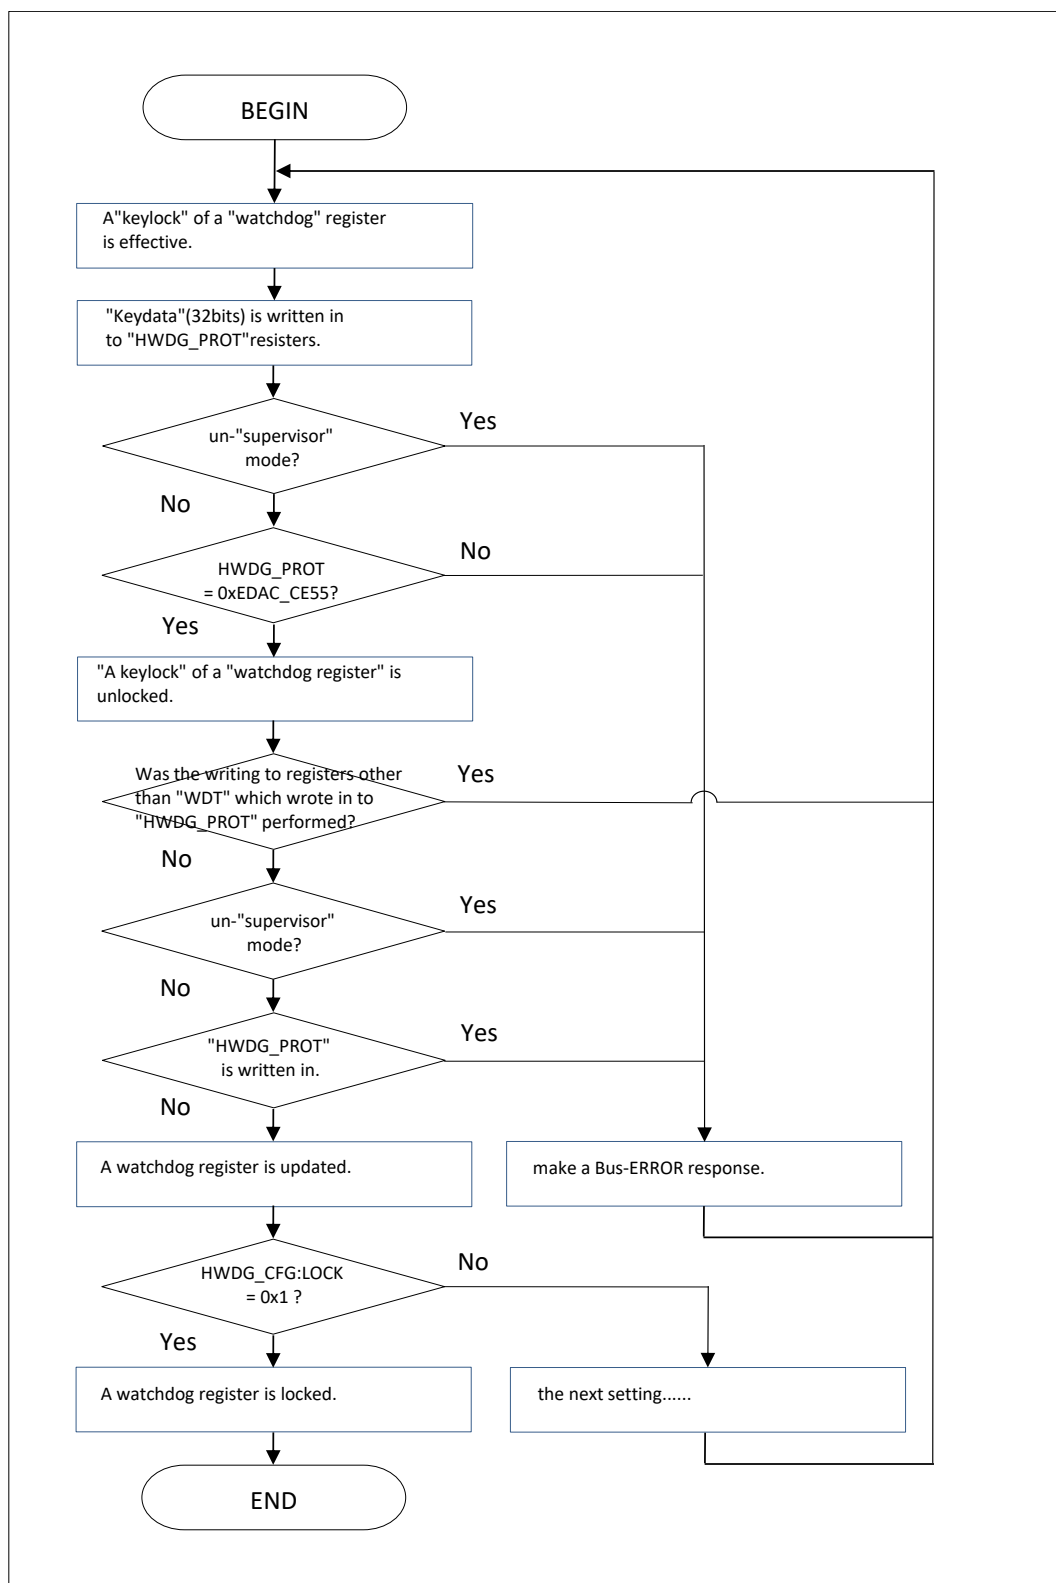 BEGIN
A"keylock" of a "watchdog" register
is effective.
"Keydata"(32bits) is written in
to "HWDG_PROT"resisters.
un-"supervisor"
mode?
Yes
No
HWDG_PROT
= 0xEDAC_CE55?
No
Yes
"A keylock" of a "watchdog register" is
unlocked.
Was the writing to registers other
than "WDT" which wrote in to
"HWDG_PROT" performed?
Yes
No
un-"supervisor"
mode?
Yes
No
"HWDG_PROT"
is written in.
Yes
No
A watchdog register is updated.
make a Bus-ERROR response.
HWDG_CFG:LOCK
= 0x1 ?
No
Yes
A watchdog register is locked.
the next setting......
END